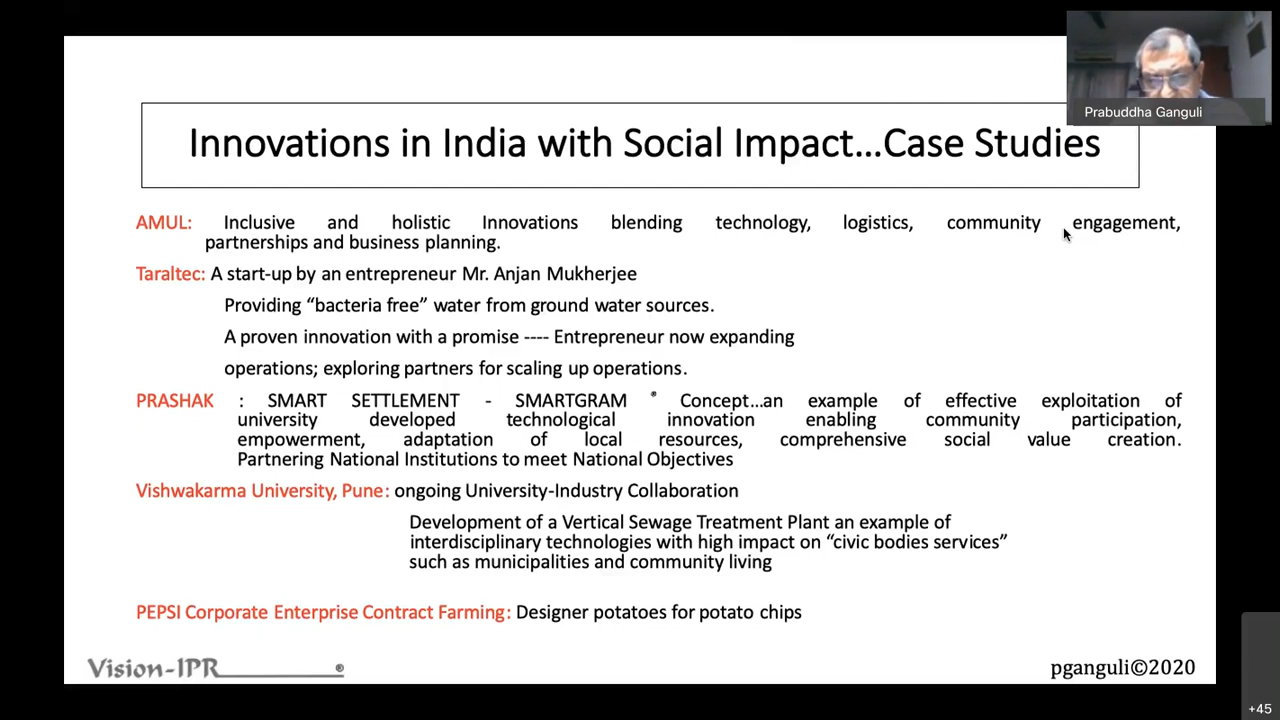 Prabuddha Ganguli
Innovations in India with Social Impact...Case Studies
AMUL: Inclusive and holistic Innovations blending technology, logistics, community engagement,
partnerships and business planning.
Taraltec: A start-up by an entrepreneur Mr. Anjan Mukherjee
Providing “bacteria free” water from ground water sources.
A proven innovation with a promise ---- Entrepreneur now expanding
operations; exploring partners for scaling up operations.
PRASHAK : SMART SETTLEMENT - SMARTGRAM ® Concept...an example of effective exploitation of
university developed technological innovation enabling community participation,
empowerment, adaptation of local resources, comprehensive social value creation.
Partnering National Institutions to meet National Objectives
Vishwakarma University, Pune: ongoing University-Industry Collaboration
Development of a Vertical Sewage Treatment Plant an example of
interdisciplinary technologies with high impact on “civic bodies services”
such as municipalities and community living
PEPSI Corporate Enterprise Contract Farming: Designer potatoes for potato chips
Vision-IPR ®
pganguli©2020
+45